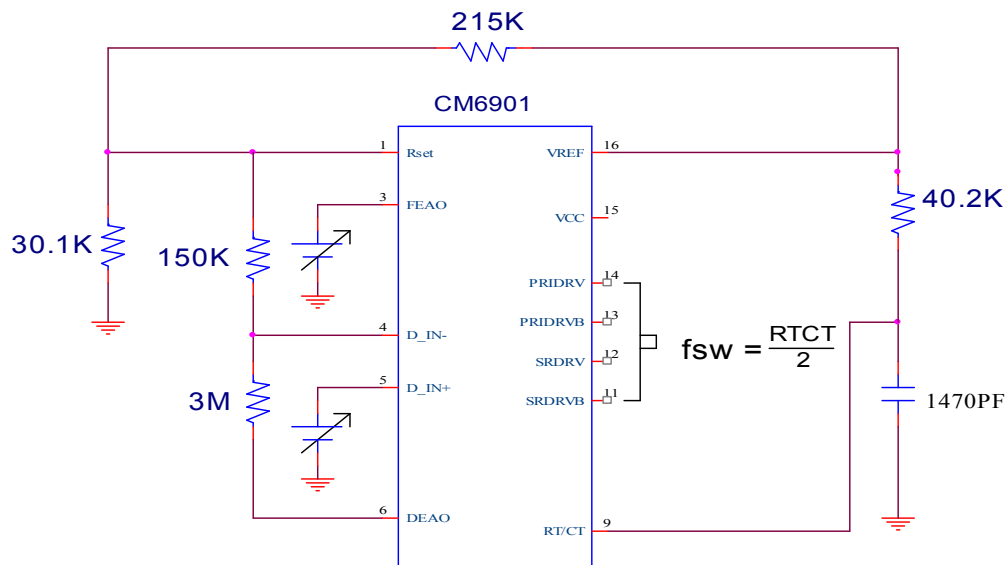 215K
CM6901
1
Rset
VREF
16
3
FEAO
40.2K
VCC
15
30.1K
150K
PRIDRV
14
PRIDRVB
13
4
D_IN-
fsw = RTCT
2
SRDRV
12
5
D_IN+
3M
SRDRVB
11
1470PF
6
DEAO
RT/CT
9